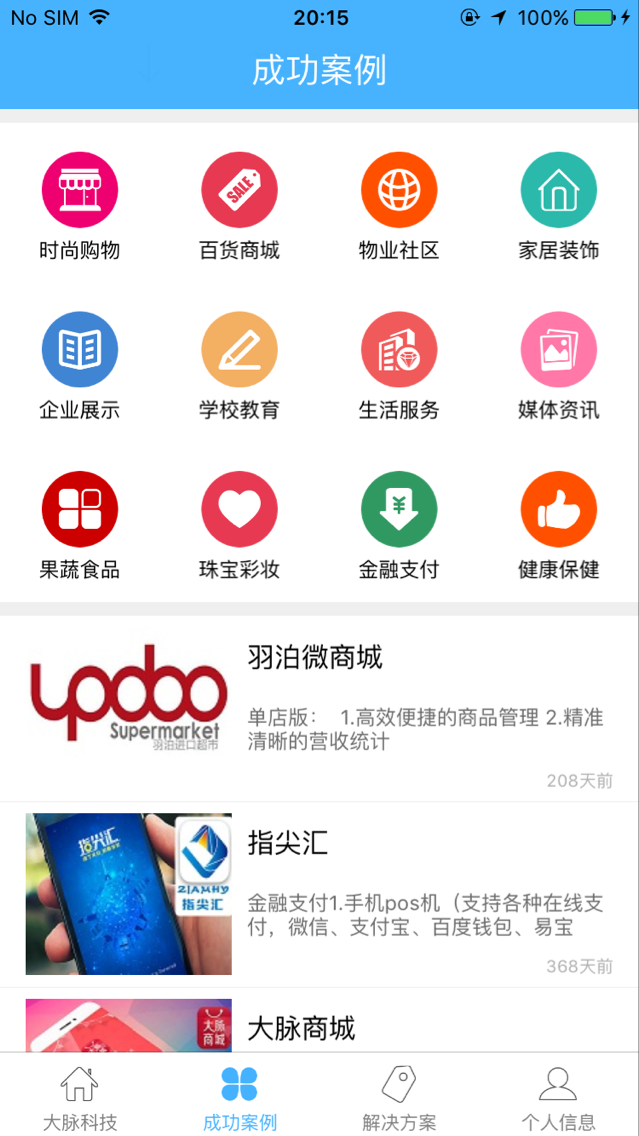 No SIM 20:15 100%
成功案例
时尚购物 百货商城 物业社区 家居装饰
SALE
企业展示 学校教育 生活服务 媒体资讯
果蔬食品 珠宝彩妆 金融支付 健康保健
羽泊微商城
Supermarket
羽泊进口超市
单店版： 1.高效便捷的商品管理 2.精准
清晰的营收统计
208天前
指尖汇
指尖汇
指尖汇
金融支付1.手机pos机（支持各种在线支
付，微信、支付宝、百度钱包、易宝
368天前
大脉商城
大脉
商城
大脉科技 成功案例 解决方案 个人信息